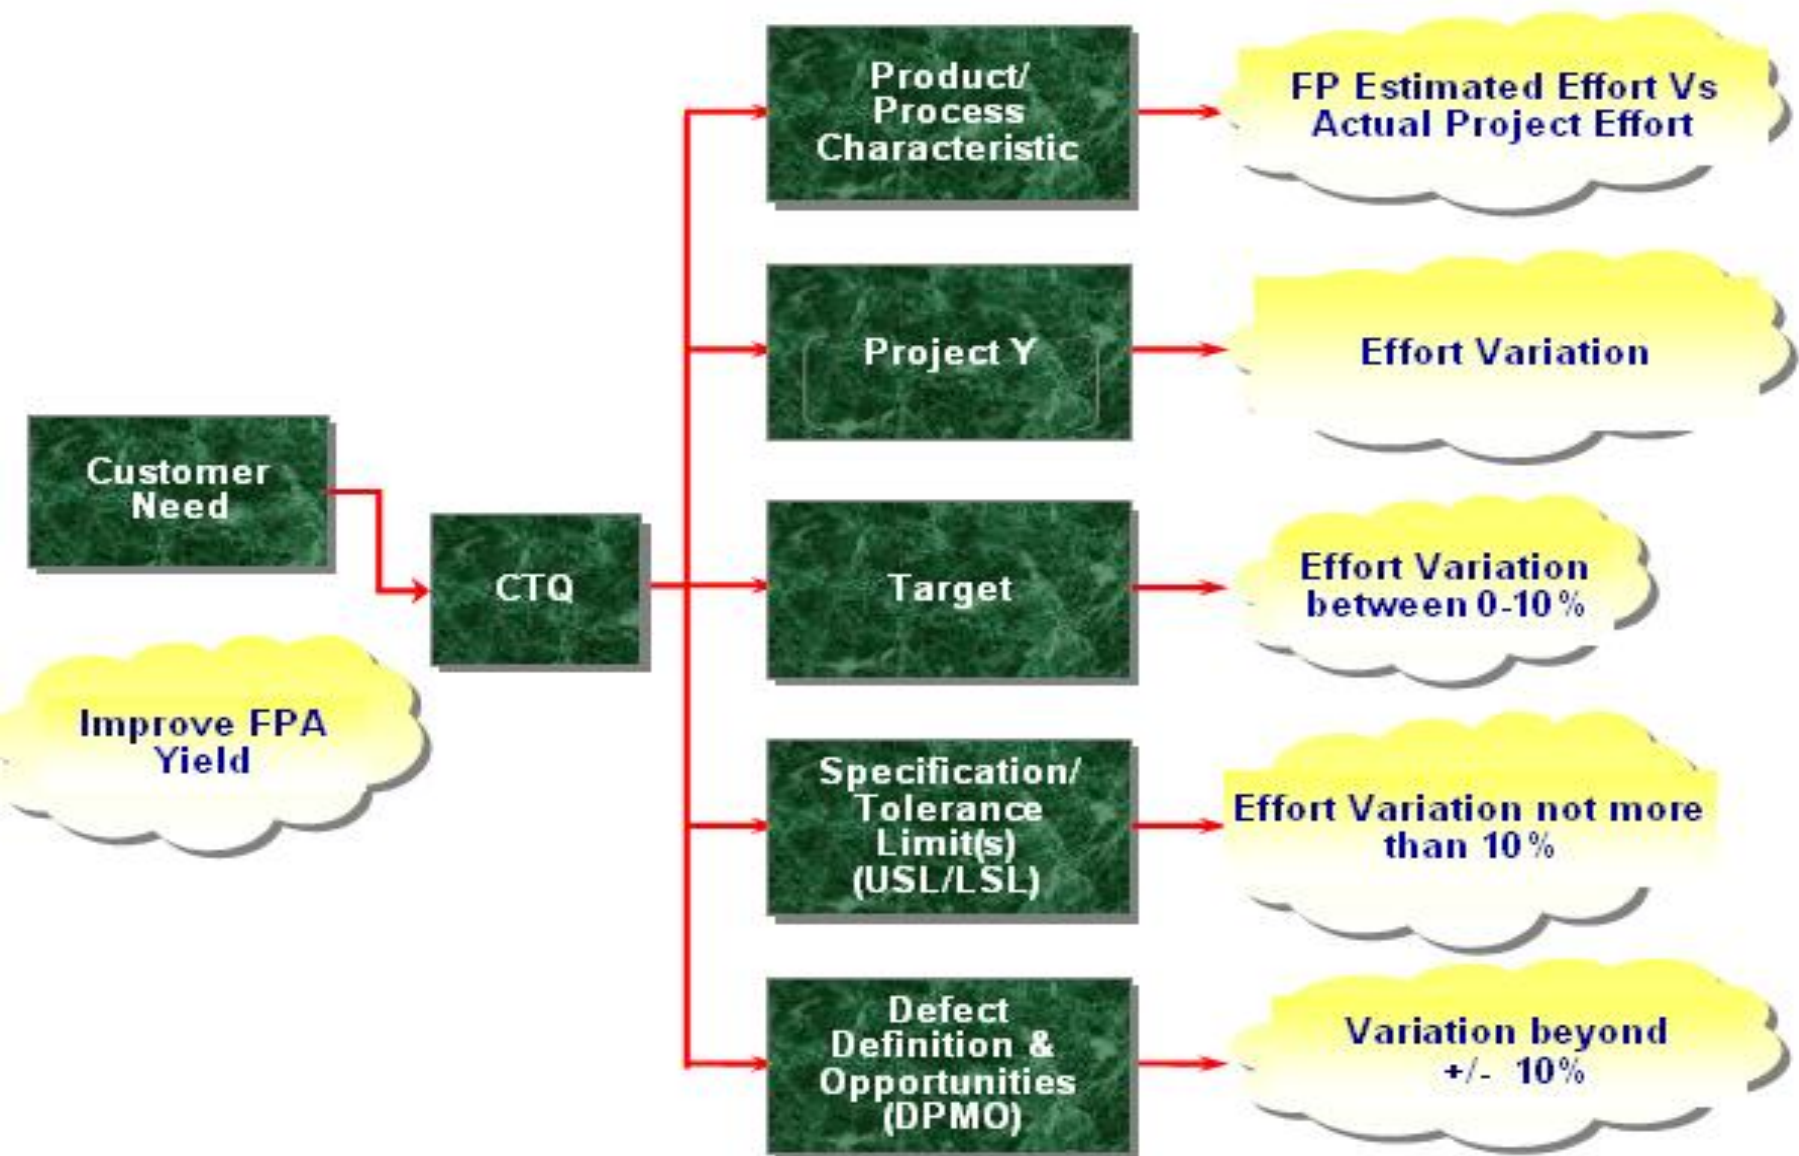 Customer
Need
Improve FPA
Yield
CTQ
Product/
Process
Characteristic
FP Estimated Effort Vs
Actual Project Effort
Project Y
Effort Variation
Target
Effort Variation
between 0-10%
Specification/
Tolerance
Limit(s)
(USL/LSL)
Effort Variation not more
than 10%
Defect
Definition &
Opportunities
(DPMO)
Variation beyond
+/- 10%